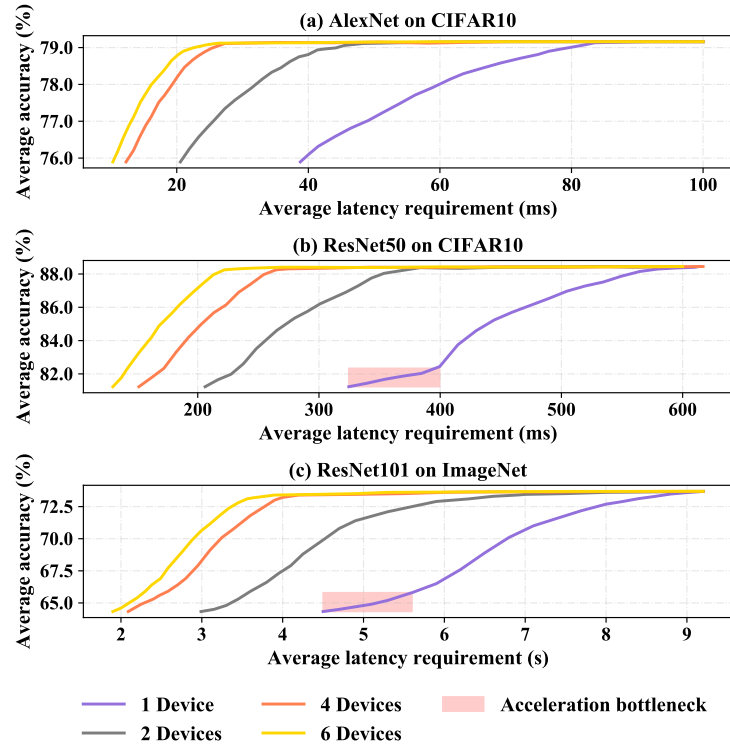 (a) AlexNet on CIFAR10
Average accuracy (%)
79.0
78.0
77.0
76.0
20 40 60 80 100
Average latency requirement (ms)
(b) ResNet50 on CIFAR10
Average accuracy (%)
88.0
86.0
84.0
82.0
200 300 400 500 600
Average latency requirement (ms)
(c) ResNet101 on ImageNet
Average accuracy (%)
72.5
70.0
67.5
65.0
2 3 4 5 6 7 8 9
Average latency requirement (s)
1 Device 4 Devices Acceleration bottleneck
2 Devices 6 Devices